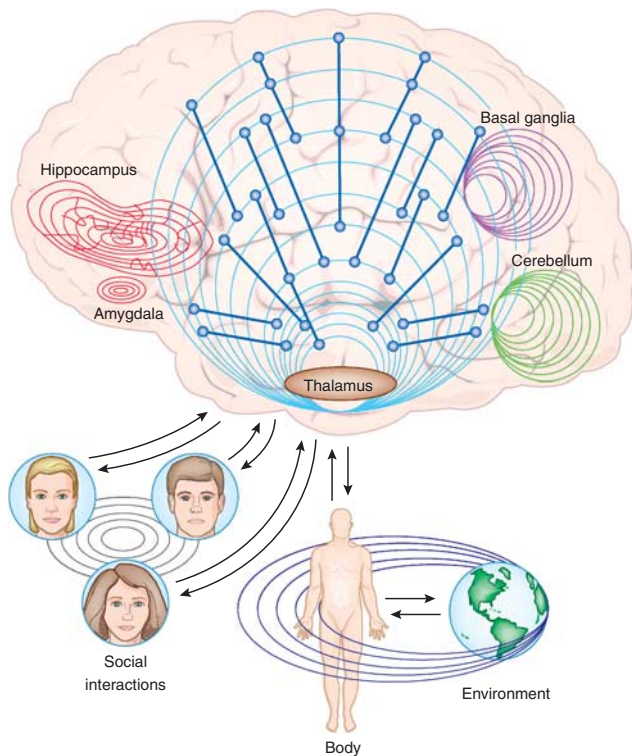 Basal ganglia
Hippocampus
Cerebellum
Amygdala
Thalamus
Social
interactions
Environment
Body